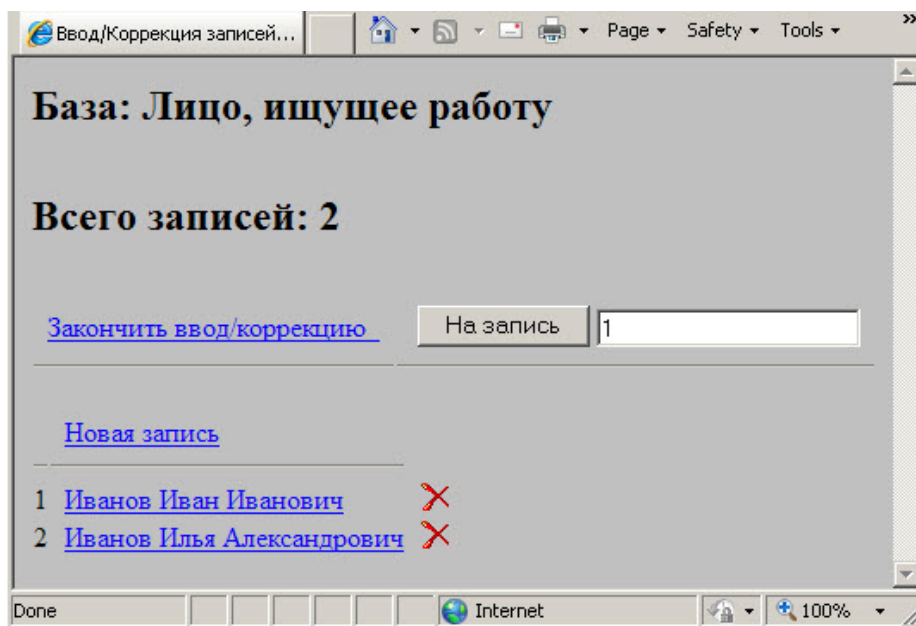 Ввод/Коррекция записей... Page Safety Tools »
База: Лицо, ищущее работу
Всего записей: 2
Закончить ввод/коррекцию На запись 1
Новая запись
1 Иванов Иван Иванович
2 Иванов Илья Александрович
Done Internet 100%